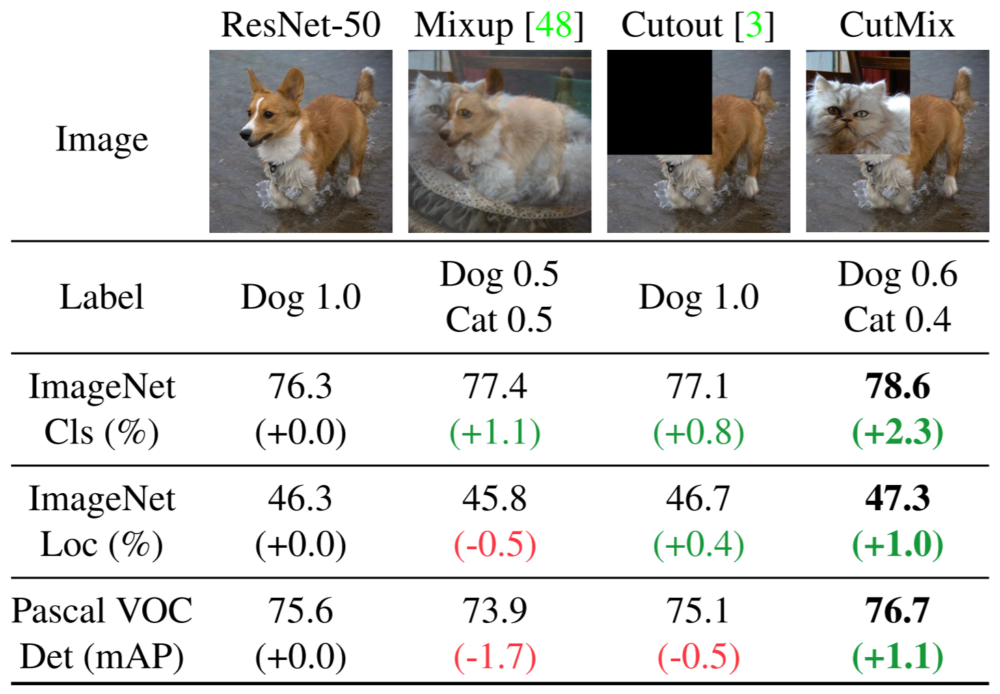 ResNet-50 Mixup [48] Cutout [3] CutMix
Image
Label Dog 1.0 Dog 0.5 Cat 0.5 Dog 1.0 Dog 0.6 Cat 0.4
ImageNet 76.3 77.4 77.1 78.6
Cls (%) (+0.0) (+1.1) (+0.8) (+2.3)
ImageNet 46.3 45.8 46.7 47.3
Loc (%) (+0.0) (-0.5) (+0.4) (+1.0)
Pascal VOC 75.6 73.9 75.1 76.7
Det (mAP) (+0.0) (-1.7) (-0.5) (+1.1)